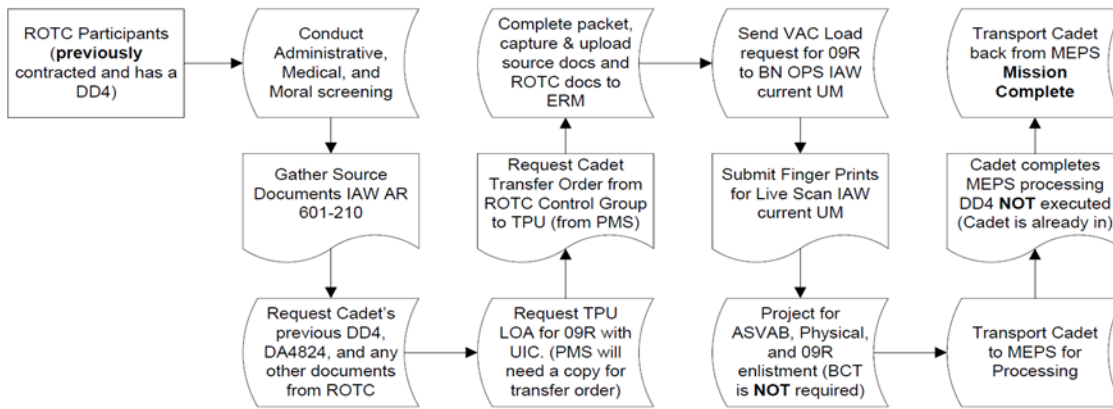 ROTC Participants
(previously
contracted and has a
DD4)
Conduct
Administrative,
Medical, and
Moral screening
Gather Source
Documents IAW AR
601-210
Request Cadet's
previous DD4,
DA4824, and any
other documents
from ROTC
Request TPU
LOA for 09R with
UIC. (PMS will
need a copy for
transfer order)
Request Cadet
Transfer Order from
ROTC Control Group
to TPU (from PMS)
Complete packet,
capture & upload
source docs and
ROTC docs to
ERM
Send VAC Load
request for 09R
to BN OPS IAW
current UM
Submit Finger Prints
for Live Scan IAW
current UM
Project for
ASVAB, Physical,
and 09R
enlistment (BCT
is NOT required)
Transport Cadet
to MEPS for
Processing
Cadet completes
MEPS processing
DD4 NOT executed
(Cadet is already in)
Transport Cadet
back from MEPS
Mission
Complete